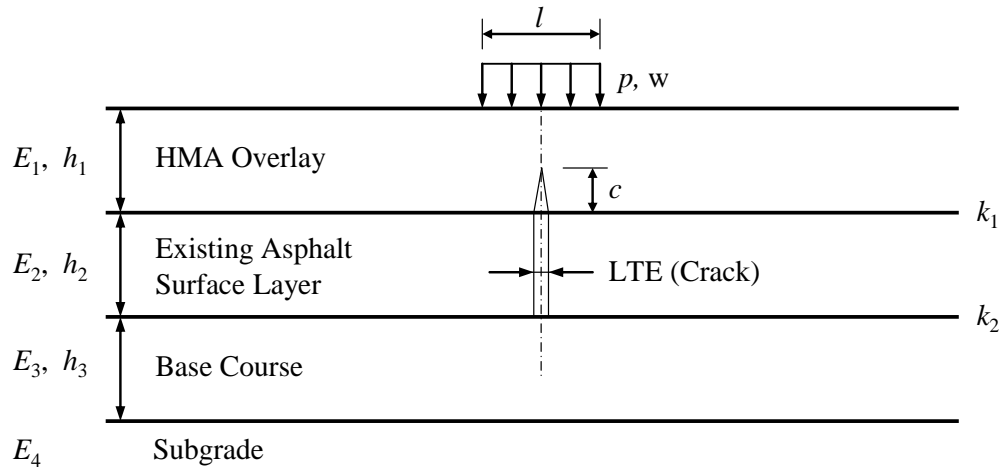 l
p, w
E1, h1 HMA Overlay
c
k1
E2, h2 Existing Asphalt
Surface Layer
LTE (Crack)
k2
E3, h3 Base Course
E4 Subgrade